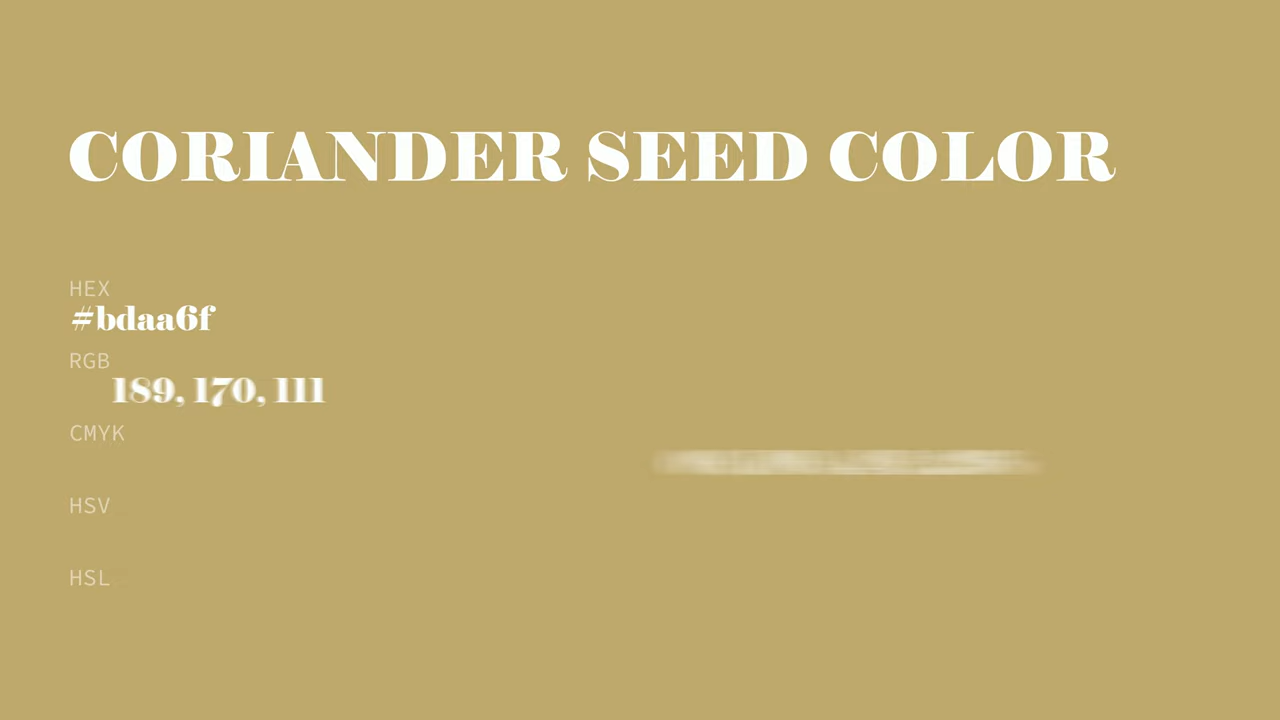 CORIANDER SEED COLOR
HEX
#bdaa6f
RGB
189, 170, 111
CMYK
HSV
HSL